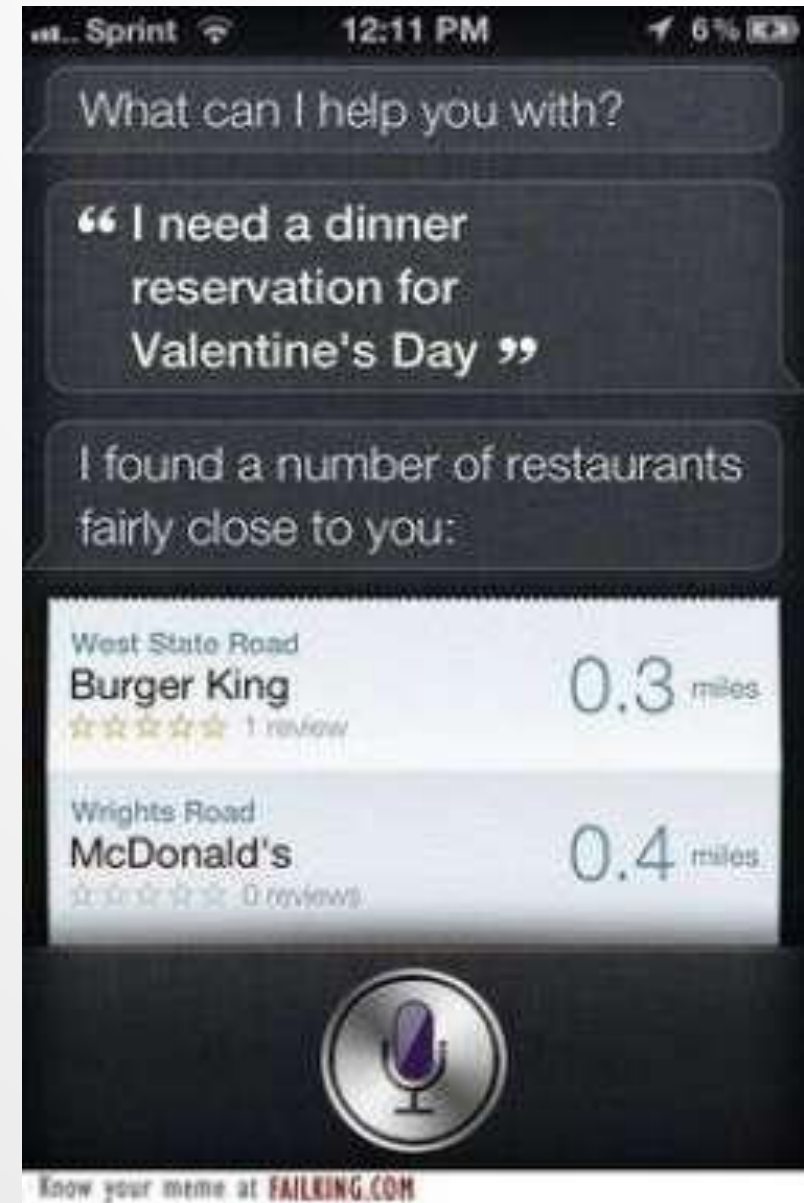 Sprint 12:11 PM 6%
What can I help you with?
“ I need a dinner
reservation for
Valentine's Day ”
I found a number of restaurants
fairly close to you:
West State Road
Burger King
0.3 miles
1 review
Wrights Road
McDonald's
0.4 miles
0 reviews
Know your meme at FAILKING.COM